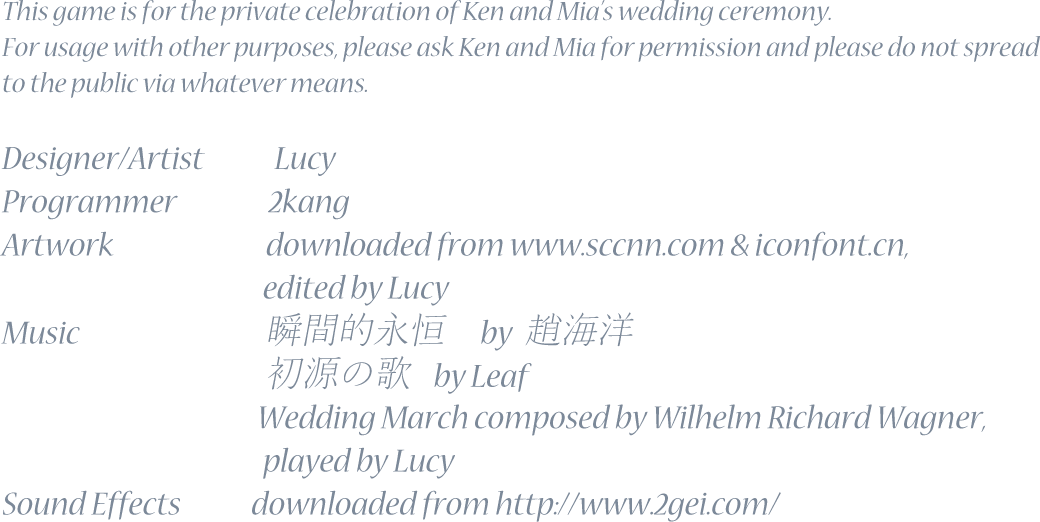 This game is for the private celebration of Ken and Mia's wedding ceremony.
For usage with other purposes, please ask Ken and Mia for permission and please do not spread
to the public via whatever means.
Designer/Artist Lucy
Programmer 2kang
Artwork downloaded from www.sccnn.com & iconfont.cn,
edited by Lucy
Music 瞬間的永恒 by 趙海洋
初源の歌 by Leaf
Wedding March composed by Wilhelm Richard Wagner,
played by Lucy
Sound Effects downloaded from http://www.2gei.com/